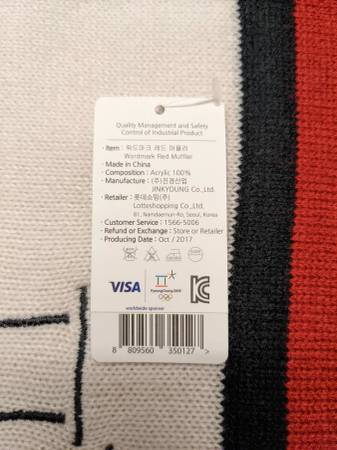 Quality Management and Safety
Control of Industrial Product
· Item : 워드마크 레드 머플러
Wordmark Red Muffler
· Made in China
· Composition : Acrylic 100%
· Manufacture : (주)진경산업
JINKYOUNG Co.,Ltd.
· Retailer : 롯데쇼핑(주)
Lotteshopping Co.,Ltd.
81, Namdaemun-Ro, Seoul, Korea
· Customer Service : 1566-5006
· Refund or Exchange : Store or Retailer
· Producing Date : Oct / 2017
VISA
PyeongChang 2018
worldwide sponsor
8 809560 350127 >